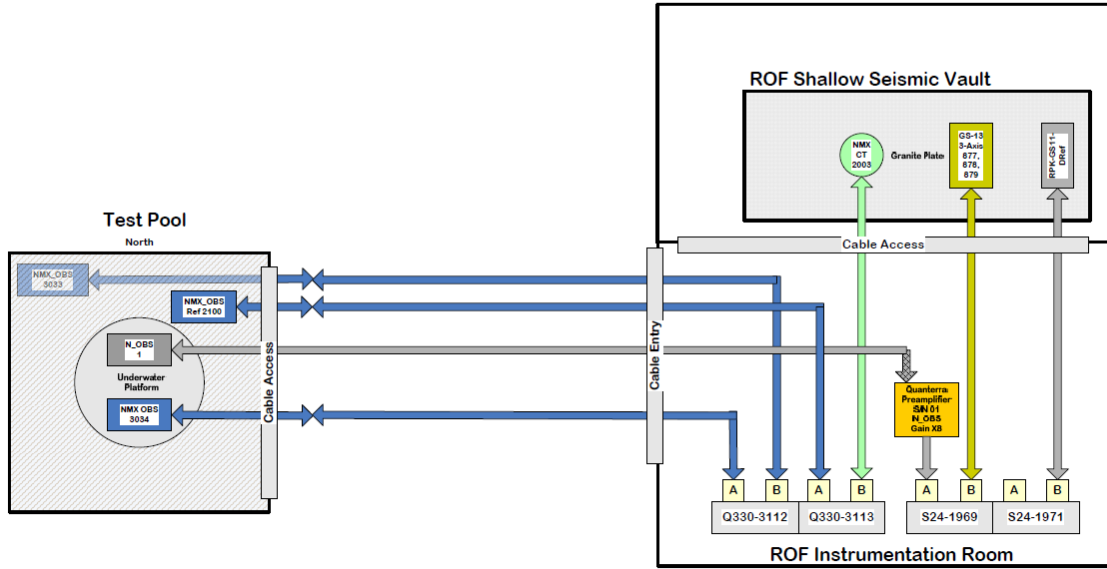 ROF Shallow Seismic Vault
NMX
CT
2003
Granite Plate
GS-13
3-Axis
877,
878,
879
RPK-GS11-
DRef
Cable Access
Test Pool
North
NMX_OBS
3033
NMX_OBS
Ref 2100
N_OBS
1
Underwater
Platform
NMX OBS
3034
Cable Access
Cable Entry
Quanterra
Preamplifier
S/N 01
N_OBS
Gain X8
A
B
A
B
A
B
A
B
Q330-3112
Q330-3113
S24-1969
S24-1971
ROF Instrumentation Room